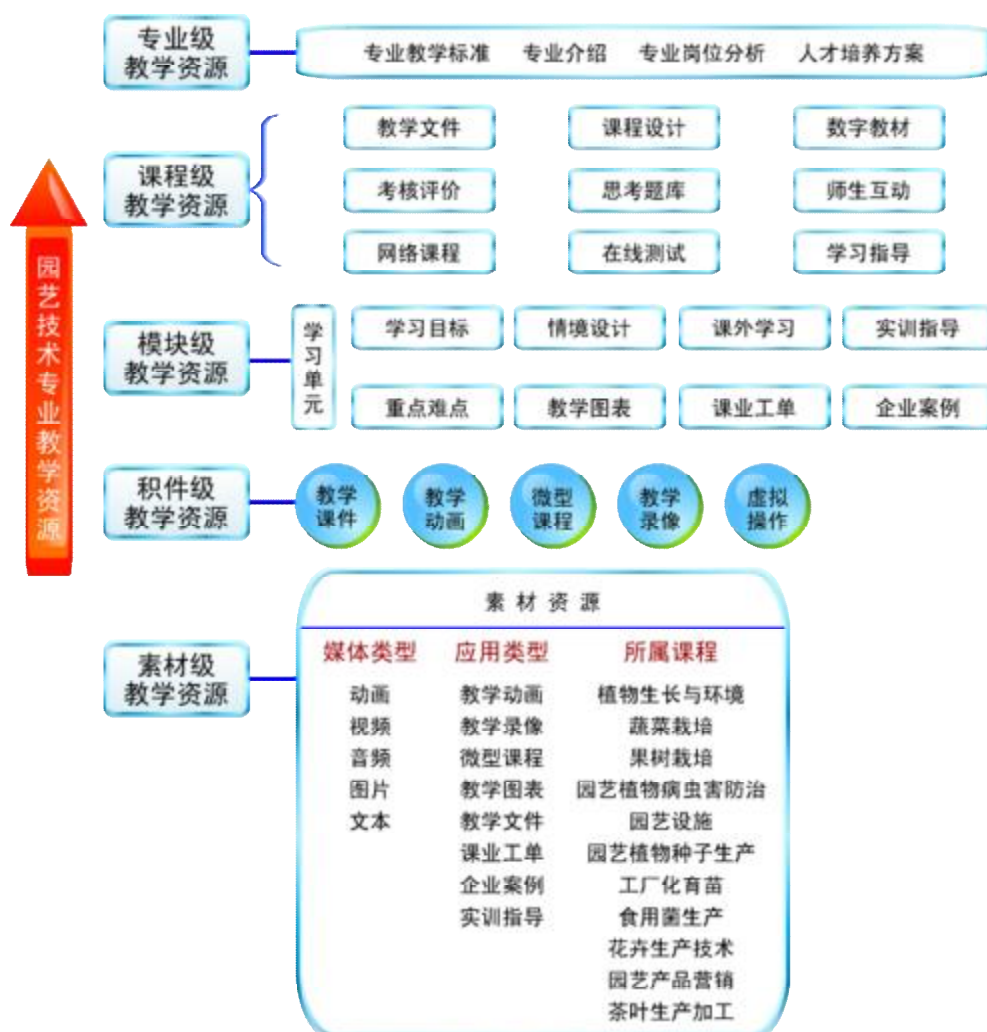 专业级
教学资源
专业教学标准 专业介绍 专业岗位分析 人才培养方案
课程级
教学资源
教学文件 课程设计 数字教材
考核评价 思考题库 师生互动
网络课程 在线测试 学习指导
园艺技术专业教学资源
模块级
教学资源
学习单元
学习目标 情境设计 课外学习 实训指导
重点难点 教学图表 课业工单 企业案例
积件级
教学资源
教学
课件
教学
动画
微型
课程
教学
录像
虚拟
操作
素材级
教学资源
素材资源
媒体类型 应用类型 所属课程
动画 教学动画 植物生长与环境
视频 教学录像 蔬菜栽培
音频 微型课程 果树栽培
图片 教学图表 园艺植物病虫害防治
文本 教学文件 园艺设施
课业工单 园艺植物种子生产
企业案例 工厂化育苗
实训指导 食用菌生产
花卉生产技术
园艺产品营销
茶叶生产加工